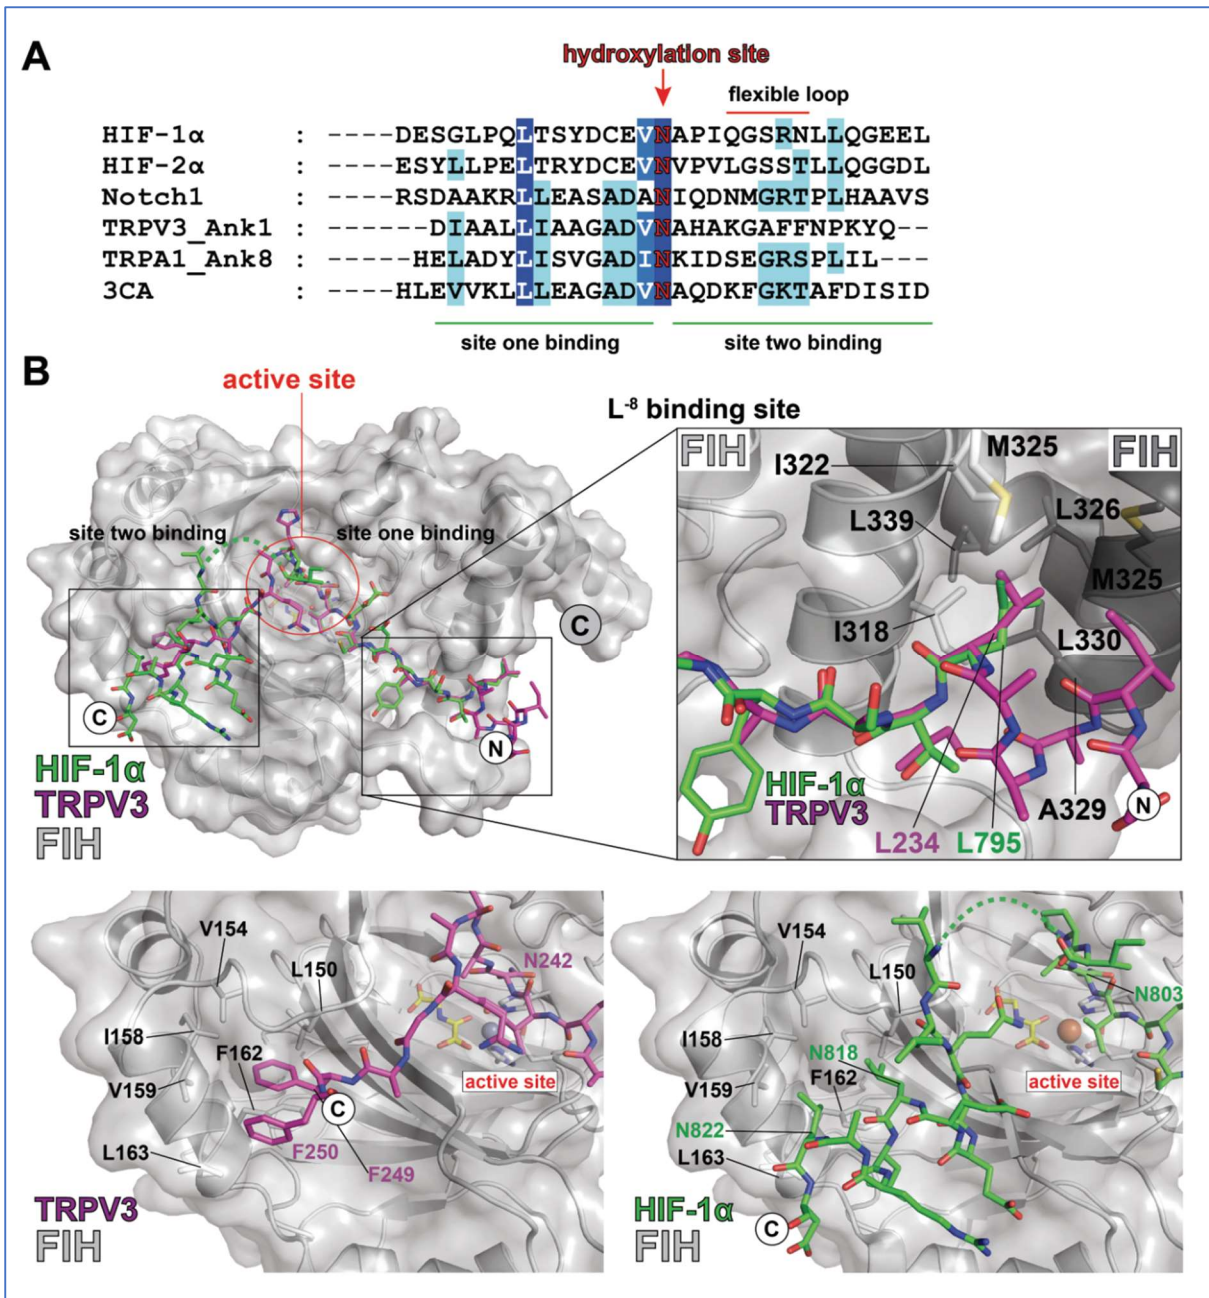 A
hydroxylation site
flexible loop
HIF-1α : ----DESGLPQLTSYDCEVNAPIQGSRNLLQGEEL
HIF-2α : ----ESYLLPELTRYDCEVNVPVLGSSTLLQGGDL
Notch1 : ----RSDAAKRLLEASADANIQDNMGRTPLHAAVS
TRPV3_Ank1 : ------DIAALLIAAGADVNAHAKGAFFNPKYQ--
TRPA1_Ank8 : -----HELADYLISVGADINKIDSEGRSPLIL---
3CA : ----HLEVVKLLLEAGADVNAQDKFGKTAFDISID
site one binding
site two binding
B
active site
L-8 binding site
site two binding
site one binding
C
C
N
HIF-1α
TRPV3
FIH
FIH
FIH
M325
I322
L339
L326
M325
I318
L330
HIF-1α
TRPV3
A329
N
L234
L795
V154
L150
N242
I158
F162
V159
active site
C
F250
F249
L163
TRPV3
FIH
V154
L150
N803
I158
N818
F162
V159
active site
N822
L163
HIF-1α
C
FIH